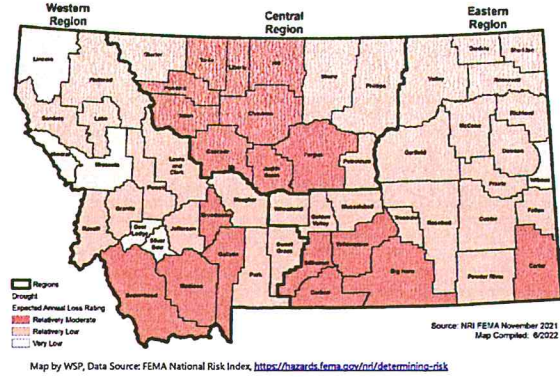 Western
Region
Central
Region
Eastern
Region
Lincoln
Flathead
Glacier
Toole
Liberty
Hill
Blaine
Phillips
Valley
Daniels
Sheridan
Roosevelt
Pondera
Teton
Chouteau
Sanders
Lake
Mineral
Missoula
Powell
Lewis
and
Clark
Cascade
Judith
Basin
Fergus
Petroleum
Garfield
McCone
Richland
Dawson
Prairie
Wibaux
Granite
Ravalli
Deer
Lodge
Silver
Bow
Jefferson
Broadwater
Meagher
Wheatland
Golden
Valley
Musselshell
Treasure
Rosebud
Custer
Fallon
Beaverhead
Madison
Gallatin
Park
Sweet
Grass
Stillwater
Carbon
Yellowstone
Big Horn
Powder River
Carter
Regions
Drought
Expected Annual Loss Rating
Relatively Moderate
Relatively Low
Very Low
Source: NRI FEMA November 2021
Map Compiled: 6/2022
Map by WSP, Data Source: FEMA National Risk Index, https://hazards.fema.gov/nri/determining-risk